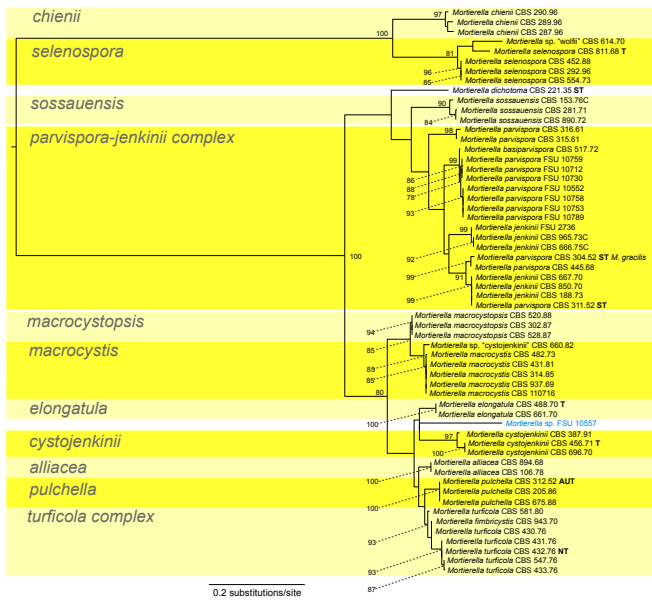 chienii
97
Mortierella chienii CBS 290.96
Mortierella chienii CBS 289.96
Mortierella chienii CBS 287.96
100
selenospora
81
Mortierella sp. "wolfii" CBS 614.70
Mortierella selenospora CBS 811.68 T
Mortierella selenospora CBS 452.88
96
Mortierella selenospora CBS 292.96
85
Mortierella selenospora CBS 554.73
Mortierella dichotoma CBS 221.35 ST
sossauensis
90
Mortierella sossauensis CBS 153.76C
Mortierella sossauensis CBS 281.71
84
Mortierella sossauensis CBS 890.72
parvispora-jenkinii complex
98
Mortierella parvispora CBS 316.61
Mortierella parvispora CBS 315.61
Mortierella basiparvispora CBS 517.72
99
Mortierella parvispora FSU 10759
Mortierella parvispora FSU 10712
86
Mortierella parvispora FSU 10730
88
Mortierella parvispora FSU 10552
78
Mortierella parvispora FSU 10758
93
Mortierella parvispora FSU 10753
Mortierella parvispora FSU 10789
99
Mortierella jenkinii FSU 2736
Mortierella jenkinii CBS 965.73C
Mortierella jenkinii CBS 666.75C
100
92
Mortierella parvispora CBS 304.52 ST M. gracilis
Mortierella parvispora CBS 445.68
99
91
Mortierella jenkinii CBS 667.70
Mortierella jenkinii CBS 850.70
Mortierella jenkinii CBS 188.73
99
Mortierella parvispora CBS 311.52 ST
macrocystopsis
Mortierella macrocystopsis CBS 520.88
Mortierella macrocystopsis CBS 302.87
94
Mortierella macrocystopsis CBS 528.87
macrocystis
85
Mortierella sp. "cystojenkinii" CBS 660.82
Mortierella macrocystis CBS 482.73
Mortierella macrocystis CBS 431.81
Mortierella macrocystis CBS 314.85
85
Mortierella macrocystis CBS 937.69
80
Mortierella macrocystis CBS 110716
elongatula
Mortierella elongatula CBS 488.70 T
Mortierella elongatula CBS 661.70
100
Mortierella sp. FSU 10557
cystojenkinii
97
Mortierella cystojenkinii CBS 387.91
Mortierella cystojenkinii CBS 456.71 T
100
Mortierella cystojenkinii CBS 696.70
alliacea
Mortierella alliacea CBS 894.68
Mortierella alliacea CBS 106.78
100
pulchella
Mortierella pulchella CBS 312.52 AUT
Mortierella pulchella CBS 205.86
Mortierella pulchella CBS 675.88
100
turficola complex
Mortierella turficola CBS 581.80
Mortierella fimbricystis CBS 943.70
Mortierella turficola CBS 430.76
93
Mortierella turficola CBS 431.76
Mortierella turficola CBS 432.76 NT
Mortierella turficola CBS 547.76
93
Mortierella turficola CBS 433.76
87
0.2 substitutions/site